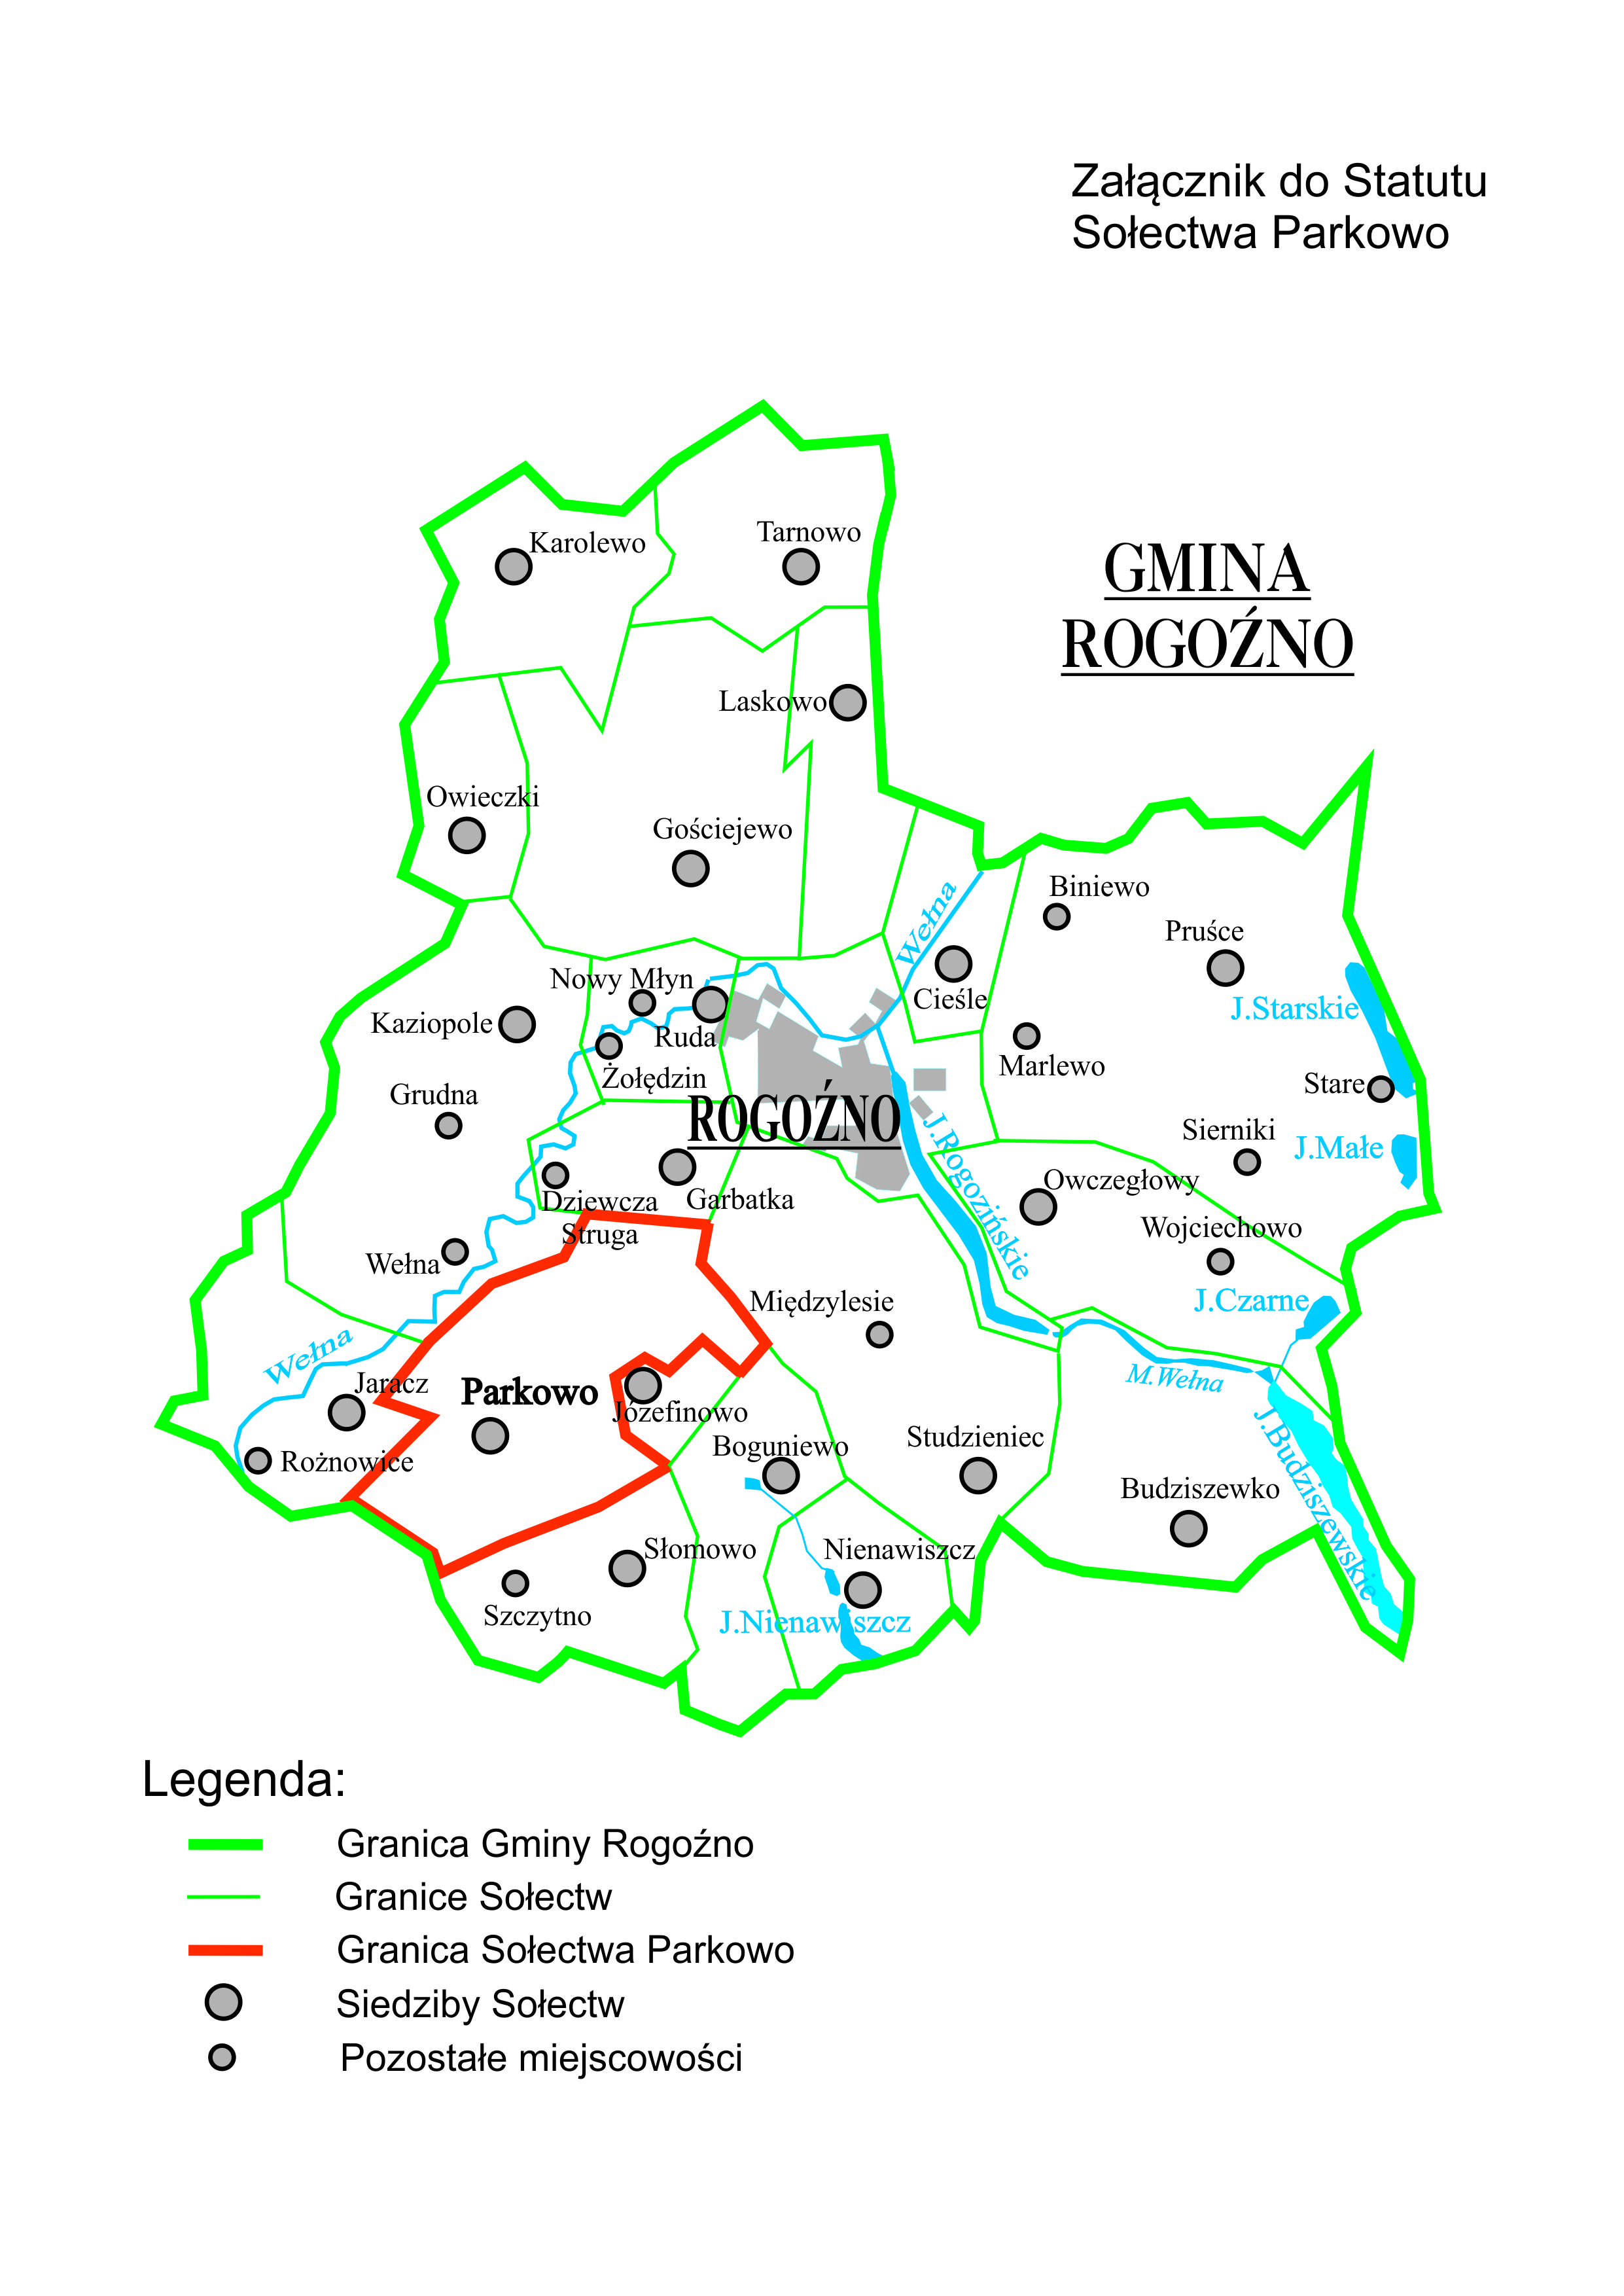 Załącznik do Statutu
Sołectwa Parkowo
GMINA
ROGOŹNO
Karolewo
Tarnowo
Laskowo
Owieczki
Gościejewo
Wełna
Biniewo
Pruśce
Nowy Młyn
Cieśle
J.Starskie
Kaziopole
Ruda
Marlewo
Żołędzin
Stare
Grudna
ROGOŹNO
J.Rogozińskie
Sierniki
J.Małe
Owczegłowy
Dziewcza
Struga
Garbatka
Wojciechowo
Wełna
J.Czarne
Międzylesie
Wełna
M.Wełna
Jaracz
Parkowo
Józefinowo
J.Budziszewskie
Rożnowice
Boguniewo
Studzieniec
Budziszewko
Słomowo
Nienawiszcz
Szczytno
J.Nienawiszcz
Legenda:
Granica Gminy Rogoźno
Granice Sołectw
Granica Sołectwa Parkowo
Siedziby Sołectw
Pozostałe miejscowości